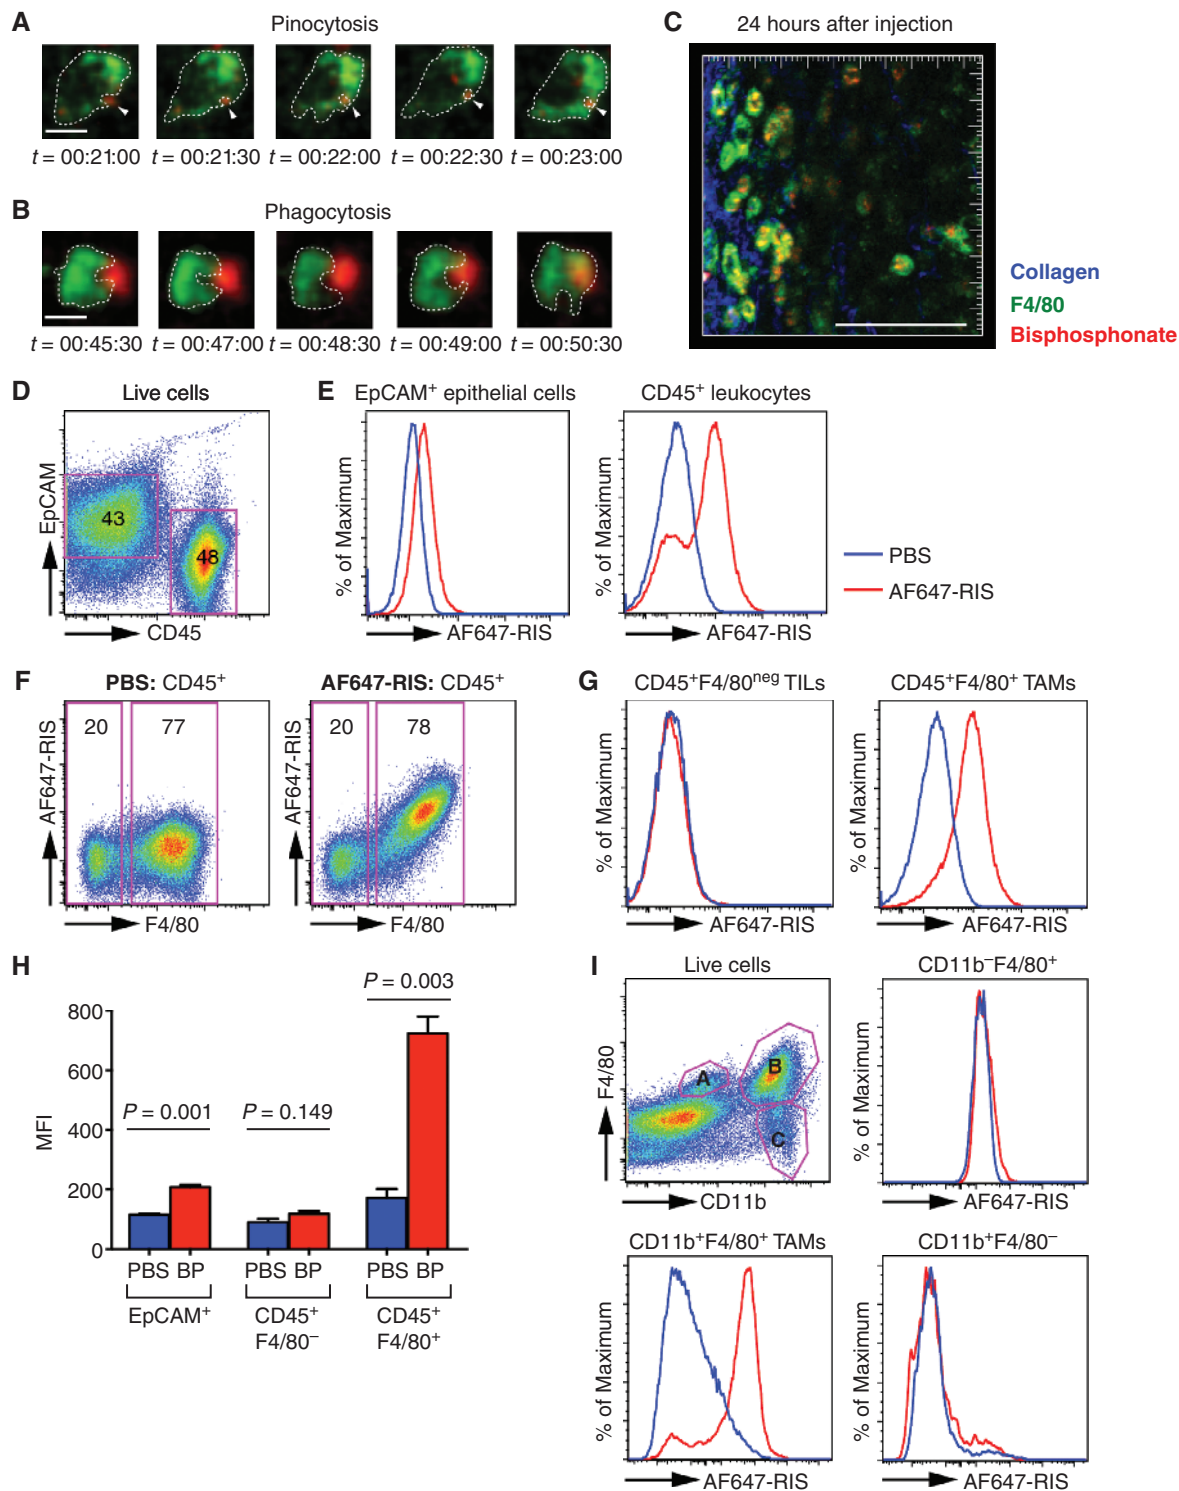 A
Pinocytosis
t = 00:21:00 t = 00:21:30 t = 00:22:00 t = 00:22:30 t = 00:23:00
B
Phagocytosis
t = 00:45:30 t = 00:47:00 t = 00:48:30 t = 00:49:00 t = 00:50:30
C
24 hours after injection
Collagen
F4/80
Bisphosphonate
D
Live cells
EpCAM
43
48
CD45
E
EpCAM⁺ epithelial cells
% of Maximum
AF647-RIS
CD45⁺ leukocytes
% of Maximum
AF647-RIS
PBS
AF647-RIS
F
PBS: CD45⁺
AF647-RIS
20 77
F4/80
AF647-RIS: CD45⁺
AF647-RIS
20 78
F4/80
G
CD45⁺F4/80ⁿᵉᵍ TILs
% of Maximum
AF647-RIS
CD45⁺F4/80⁺ TAMs
% of Maximum
AF647-RIS
H
MFI
800
600
400
200
0
P = 0.001
P = 0.149
P = 0.003
PBS BP PBS BP PBS BP
EpCAM⁺
CD45⁺
F4/80⁻
CD45⁺
F4/80⁺
I
Live cells
F4/80
A
B
C
CD11b
CD11b⁻F4/80⁺
% of Maximum
AF647-RIS
CD11b⁺F4/80⁺ TAMs
% of Maximum
AF647-RIS
CD11b⁺F4/80⁻
% of Maximum
AF647-RIS